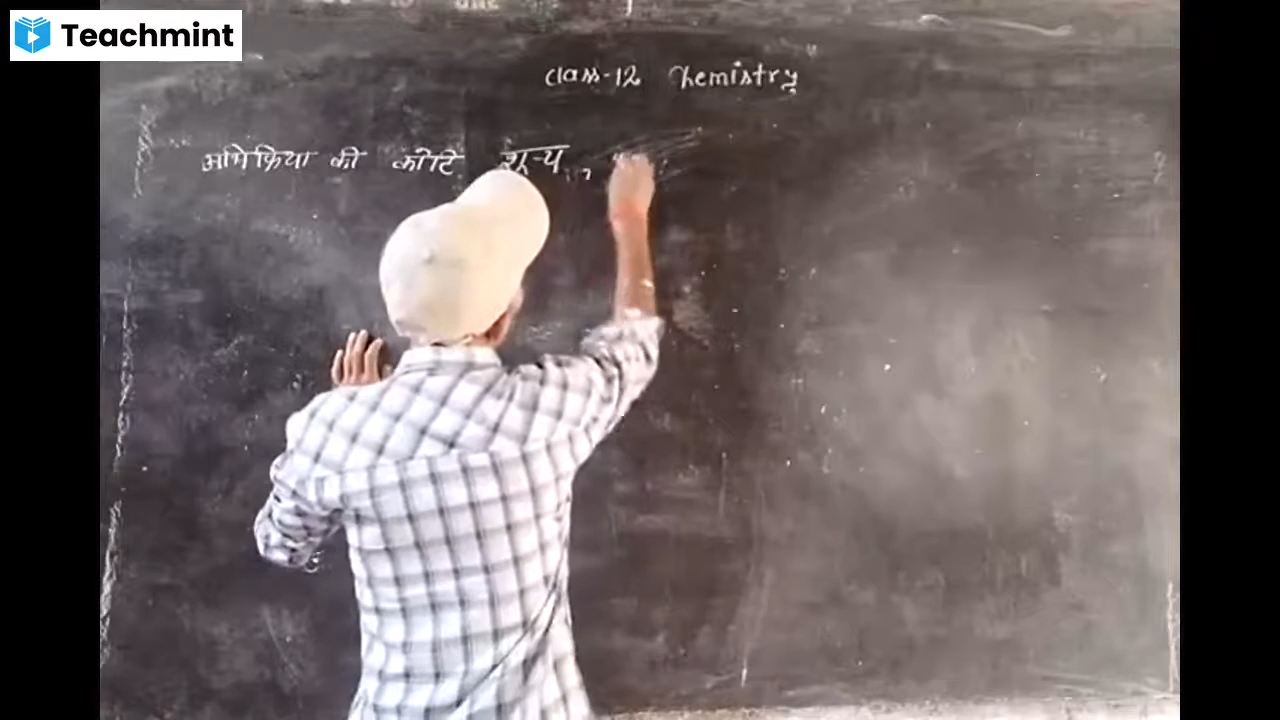 Teachmint
Class-12 Chemistry
अभिक्रिया की कोटि शून्य,